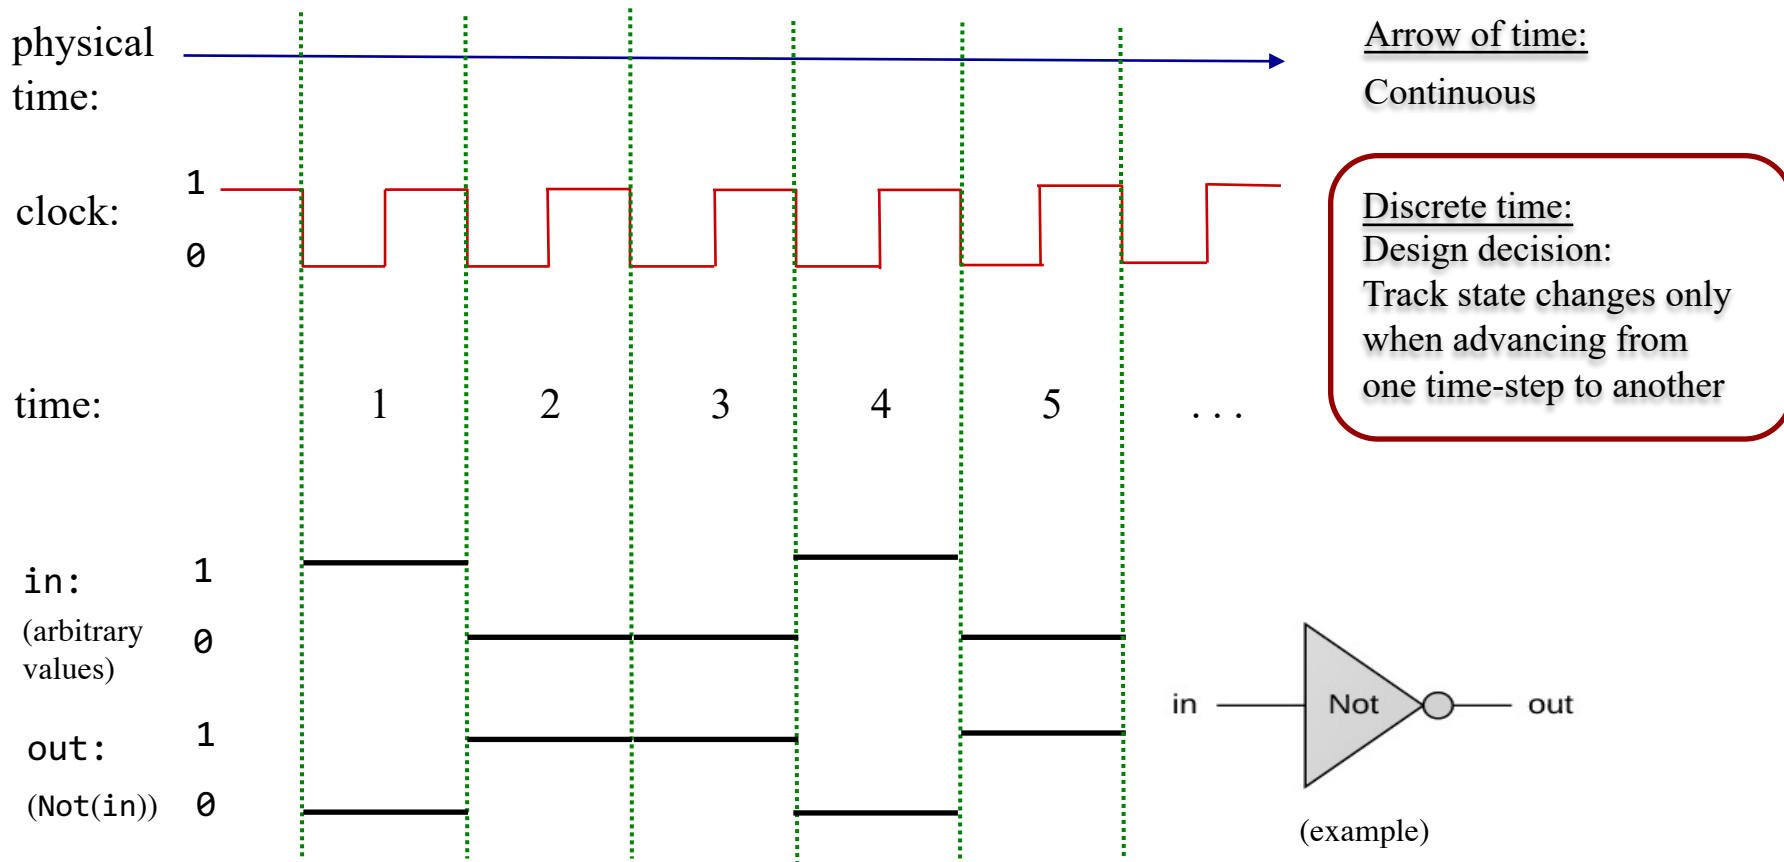 physical
time:
Arrow of time:
Continuous
clock:
1
0
Discrete time:
Design decision:
Track state changes only
when advancing from
one time-step to another
time:
1 2 3 4 5 . . .
in:
(arbitrary
values)
1
0
out:
(Not(in))
1
0
in Not out
(example)